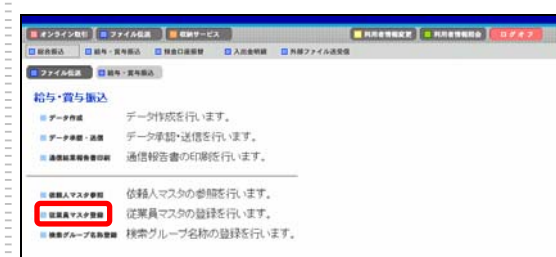 オンライン取引 ファイル伝送 収納サービス 利用者情報変更 利用者情報照会 ログオフ
総合振込 給与・賞与振込 預金口座振替 入出金明細 外部ファイル送受信
ファイル伝送 給与・賞与振込
給与・賞与振込
データ作成 データ作成を行います。
データ承認・送信 データ承認・送信を行います。
通信結果報告書印刷 通信報告書の印刷を行います。
依頼人マスタ参照 依頼人マスタの参照を行います。
従業員マスタ登録 従業員マスタの登録を行います。
検索グループ名称登録 検索グループ名称の登録を行います。